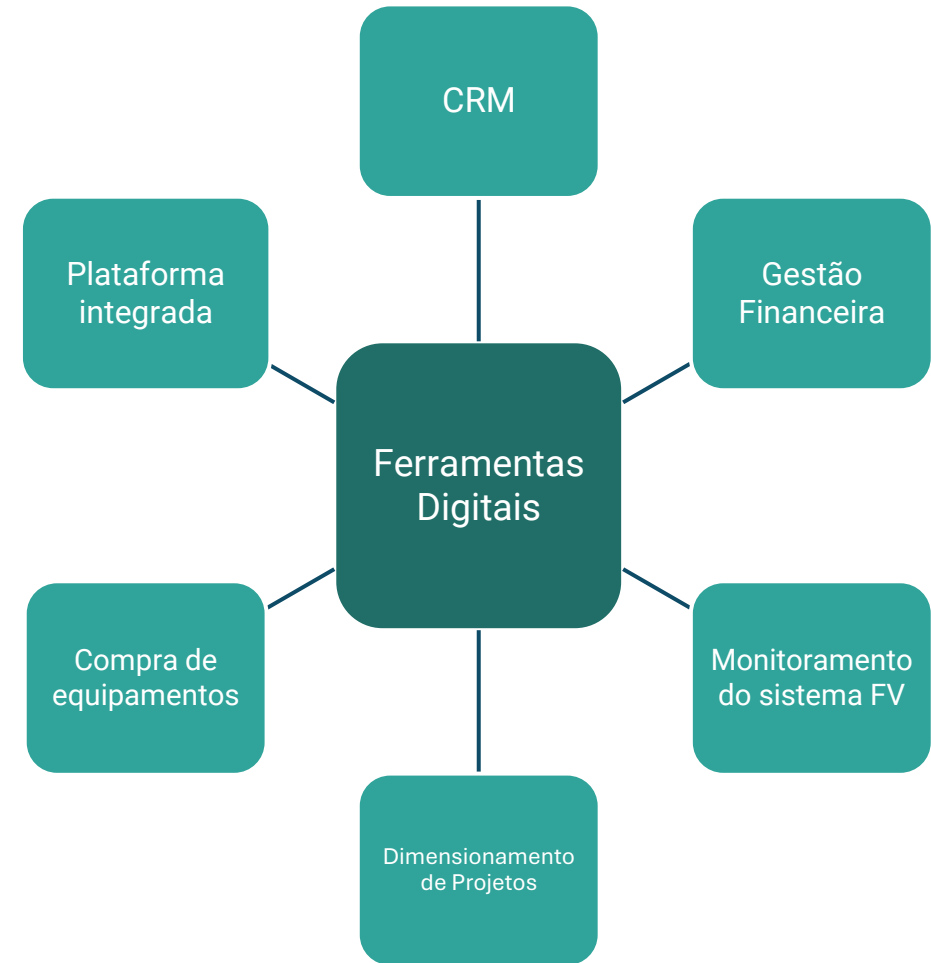 CRM
Plataforma
integrada
Gestão
Financeira
Ferramentas
Digitais
Compra de
equipamentos
Monitoramento
do sistema FV
Dimensionamento
de Projetos